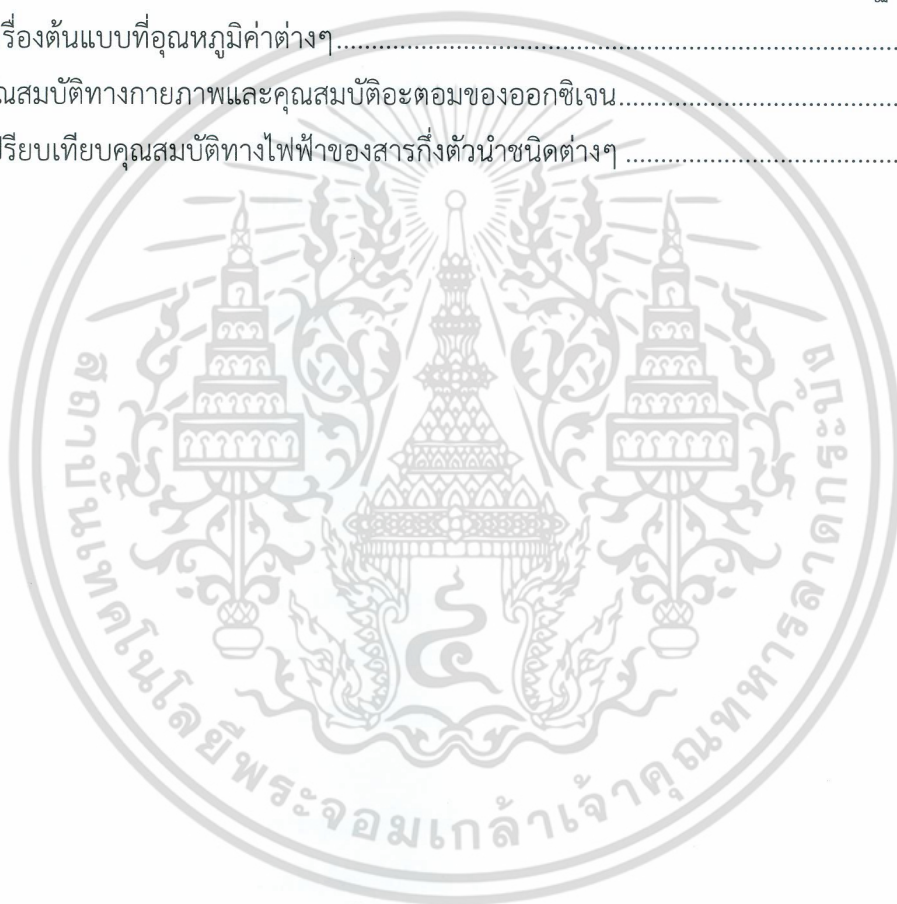 รื่องต้นแบบที่อุณหภูมิค่าต่างๆ
ณสมบัติทางกายภาพและคุณสมบัติอะตอมของออกซิเจน
ปรียบเทียบคุณสมบัติทางไฟฟ้าของสารกึ่งตัวนำชนิดต่างๆ
สถาบันเทคโนโลยีพระจอมเกล้าเจ้าคุณทหารลาดกระบัง